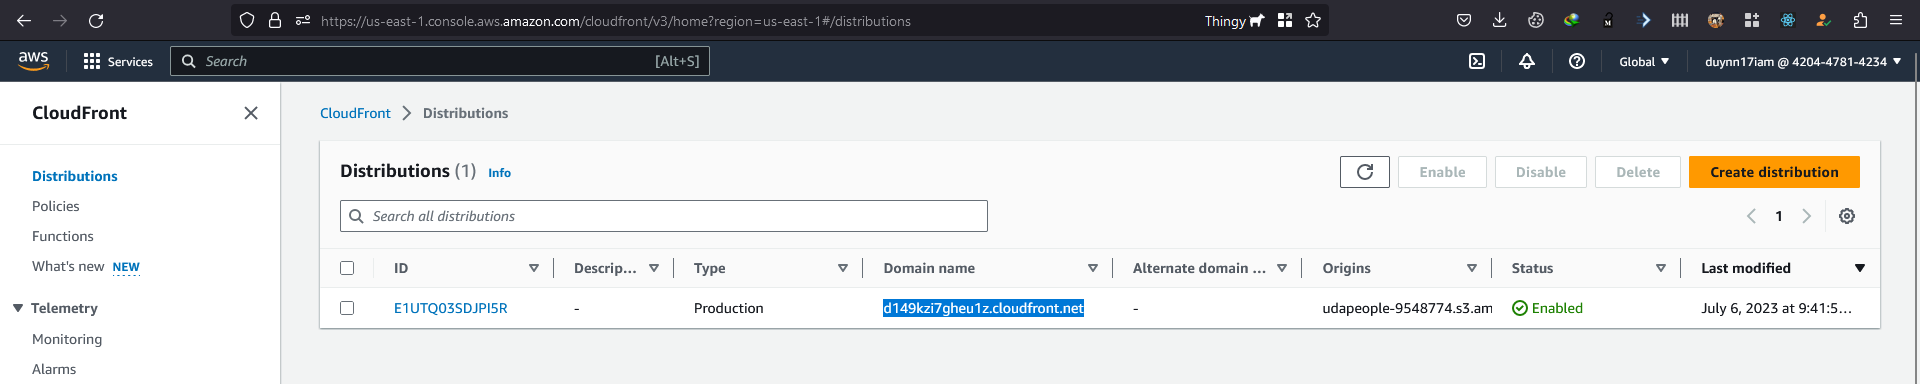 https://us-east-1.console.aws.amazon.com/cloudfront/v3/home?region=us-east-1#/distributions
Thingy
aws
Services
Search
[Alt+S]
Global
duynn17iam @ 4204-4781-4234
CloudFront
Distributions
Policies
Functions
What's new NEW
Telemetry
Monitoring
Alarms
CloudFront > Distributions
Distributions (1) Info
Enable
Disable
Delete
Create distribution
Search all distributions
1
ID Descrip... Type Domain name Alternate domain ... Origins Status Last modified
E1UTQ03SDJPI5R - Production d149kzi7gheu1z.cloudfront.net - udapeople-9548774.s3.am Enabled July 6, 2023 at 9:41:5...